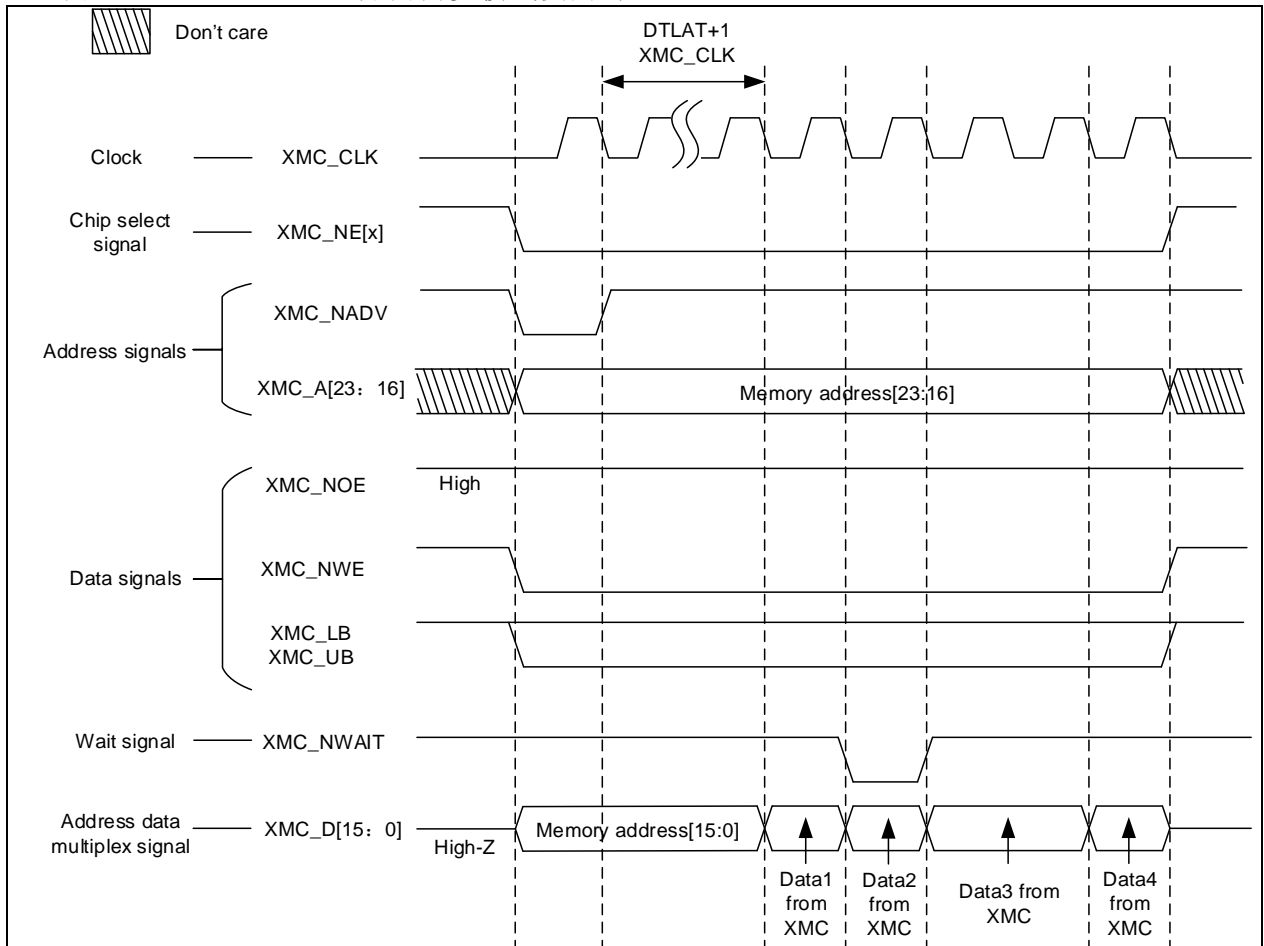 Don't care
DTLAT+1
XMC_CLK
Clock
XMC_CLK
Chip select
signal
XMC_NE[x]
XMC_NADV
Address signals
XMC_A[23：16]
Memory address[23:16]
XMC_NOE
High
Data signals
XMC_NWE
XMC_LB
XMC_UB
Wait signal
XMC_NWAIT
Address data
multiplex signal
XMC_D[15：0]
High-Z
Memory address[15:0]
Data1
from
XMC
Data2
from
XMC
Data3 from
XMC
Data4
from
XMC